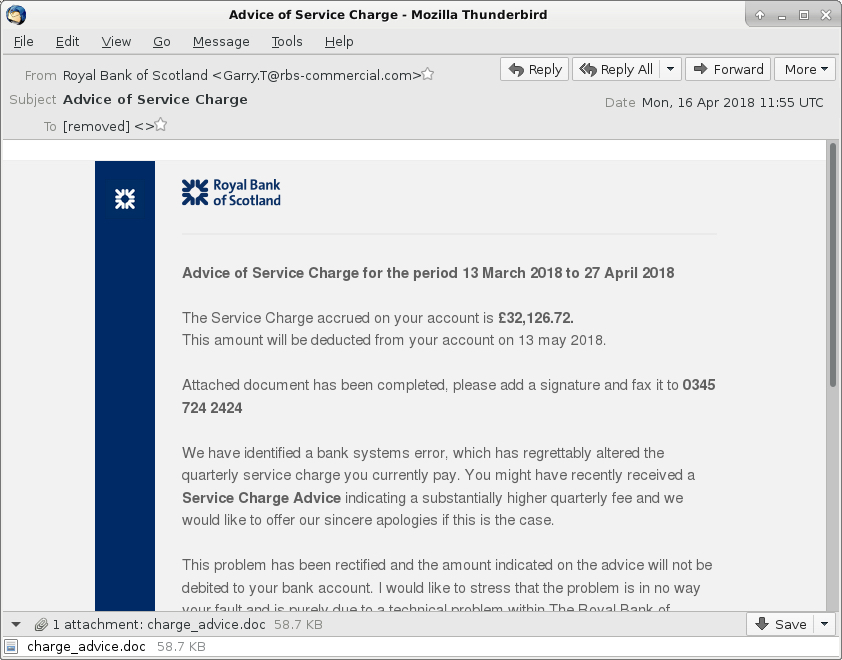 Advice of Service Charge - Mozilla Thunderbird
File Edit View Go Message Tools Help
From Royal Bank of Scotland <Garry.T@rbs-commercial.com>
Reply Reply All Forward More
Subject Advice of Service Charge
Date Mon, 16 Apr 2018 11:55 UTC
To [removed] <>
Royal Bank
of Scotland
Advice of Service Charge for the period 13 March 2018 to 27 April 2018
The Service Charge accrued on your account is £32,126.72.
This amount will be deducted from your account on 13 may 2018.
Attached document has been completed, please add a signature and fax it to 0345
724 2424
We have identified a bank systems error, which has regrettably altered the
quarterly service charge you currently pay. You might have recently received a
Service Charge Advice indicating a substantially higher quarterly fee and we
would like to offer our sincere apologies if this is the case.
This problem has been rectified and the amount indicated on the advice will not be
debited to your bank account. I would like to stress that the problem is in no way
your fault and is purely due to a technical problem within The Royal Bank of
1 attachment: charge_advice.doc 58.7 KB
Save
charge_advice.doc 58.7 KB